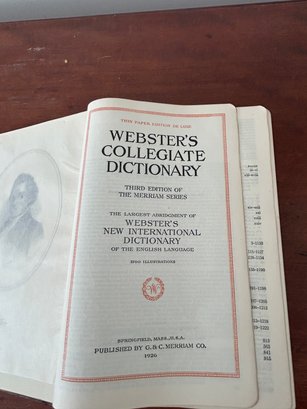 THIN PAPER EDITION DE LUXE
WEBSTER'S
COLLEGIATE
DICTIONARY
THIRD EDITION OF
THE MERRIAM SERIES
THE LARGEST ABRIDGMENT OF
WEBSTER'S
NEW INTERNATIONAL
DICTIONARY
OF THE ENGLISH LANGUAGE
SPRINGFIELD, MASS., U.S.A.
PUBLISHED BY G. & C. MERRIAM CO.
1926